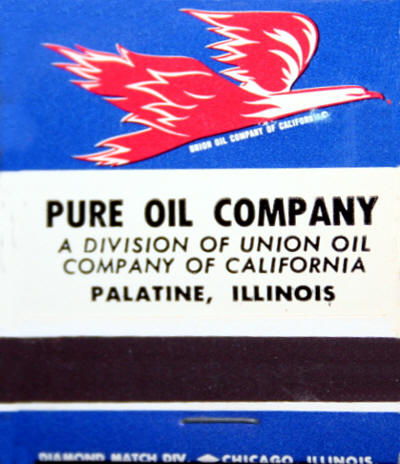 UNION OIL COMPANY OF CALIFORNIA
PURE OIL COMPANY
A DIVISION OF UNION OIL
COMPANY OF CALIFORNIA
PALATINE, ILLINOIS
DIAMOND MATCH DIV. CHICAGO, ILLINOIS